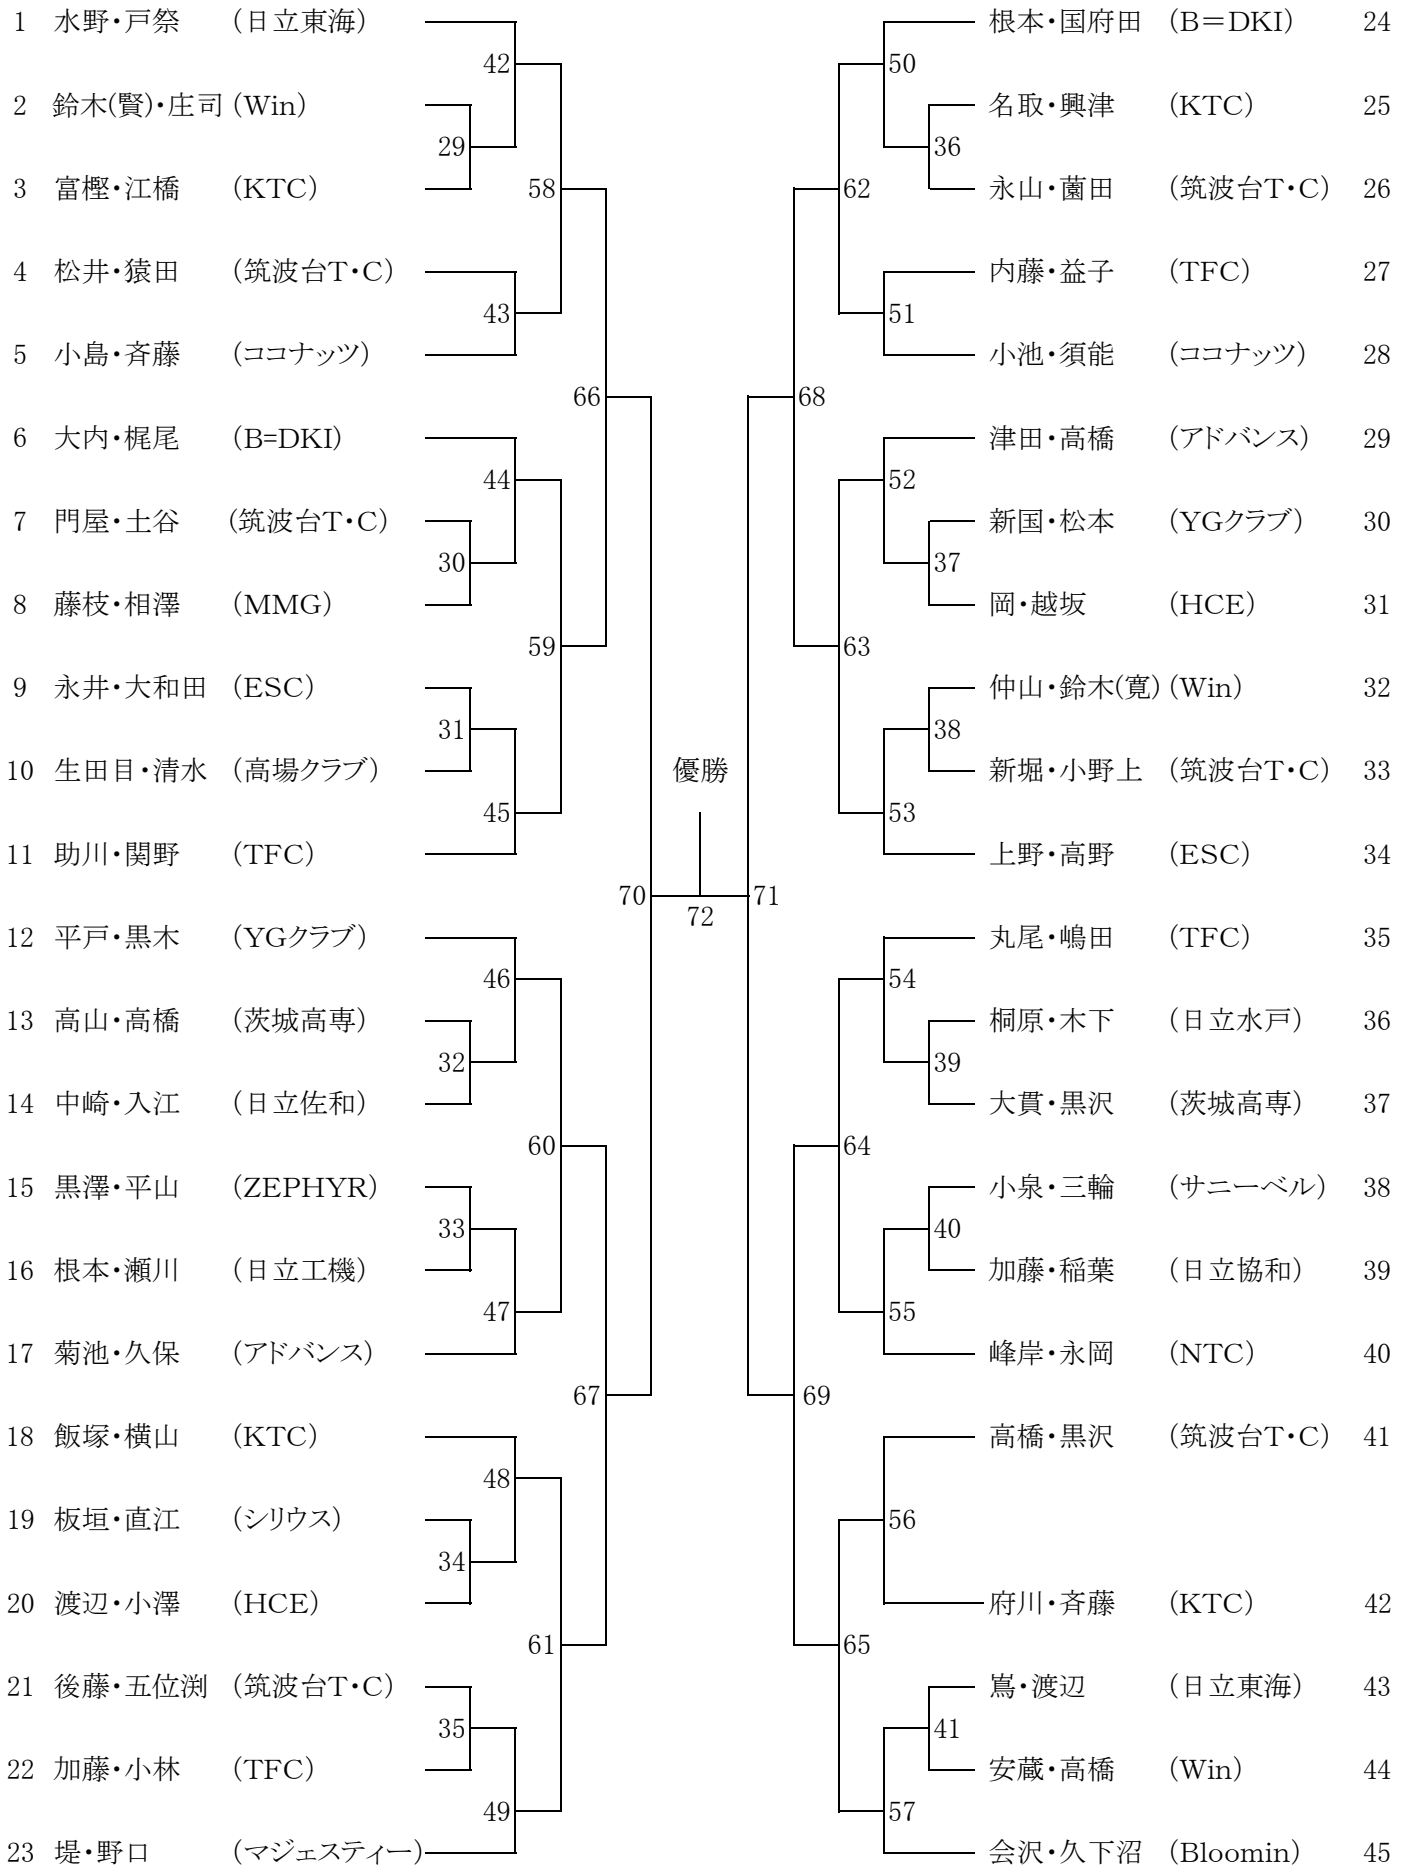 1 水野・戸祭 (日立東海)
42
2 鈴木(賢)・庄司 (Win)
29
3 富樫・江橋 (KTC)
58
4 松井・猿田 (筑波台T・C)
43
5 小島・斉藤 (ココナッツ)
66
6 大内・梶尾 (B=DKI)
44
7 門屋・土谷 (筑波台T・C)
30
8 藤枝・相澤 (MMG)
59
9 永井・大和田 (ESC)
31
10 生田目・清水 (高場クラブ)
45
11 助川・関野 (TFC)
70
12 平戸・黒木 (YGクラブ)
46
13 高山・高橋 (茨城高専)
32
14 中崎・入江 (日立佐和)
60
15 黒澤・平山 (ZEPHYR)
33
16 根本・瀬川 (日立工機)
47
17 菊池・久保 (アドバンス)
67
18 飯塚・横山 (KTC)
48
19 板垣・直江 (シリウス)
34
20 渡辺・小澤 (HCE)
61
21 後藤・五位渕 (筑波台T・C)
35
22 加藤・小林 (TFC)
49
23 堤・野口 (マジェスティー)
優勝
72
根本・国府田 (B＝DKI) 24
50
名取・興津 (KTC) 25
36
永山・薗田 (筑波台T・C) 26
62
内藤・益子 (TFC) 27
51
小池・須能 (ココナッツ) 28
68
津田・高橋 (アドバンス) 29
52
新国・松本 (YGクラブ) 30
37
岡・越坂 (HCE) 31
63
仲山・鈴木(寛) (Win) 32
38
新堀・小野上 (筑波台T・C) 33
53
上野・高野 (ESC) 34
71
丸尾・嶋田 (TFC) 35
54
桐原・木下 (日立水戸) 36
39
大貫・黒沢 (茨城高専) 37
64
小泉・三輪 (サニーベル) 38
40
加藤・稲葉 (日立協和) 39
55
峰岸・永岡 (NTC) 40
69
高橋・黒沢 (筑波台T・C) 41
56
府川・斉藤 (KTC) 42
65
嶌・渡辺 (日立東海) 43
41
安蔵・高橋 (Win) 44
57
会沢・久下沼 (Bloomin) 45